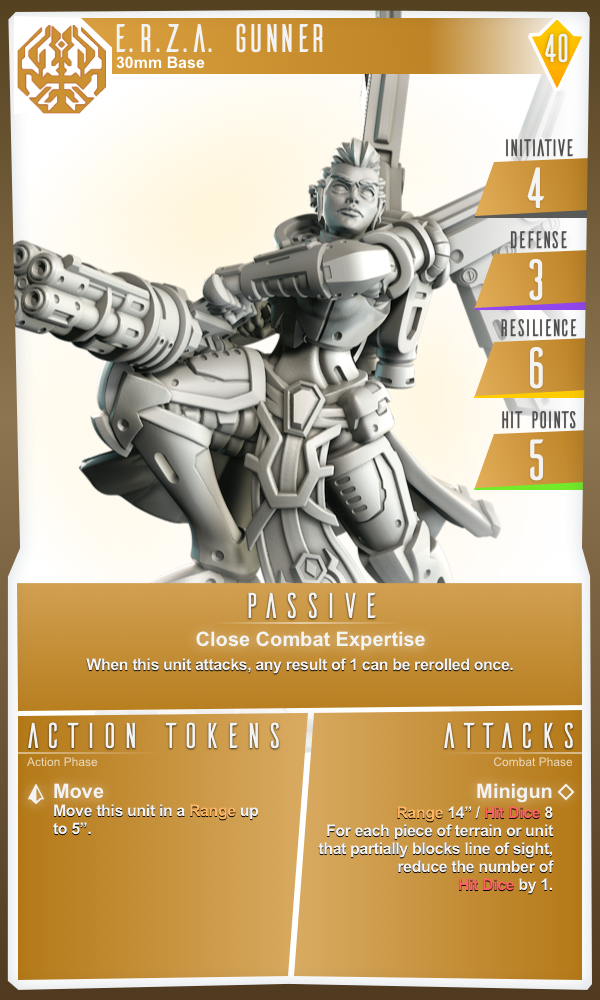 E.R.Z.A. GUNNER
30mm Base
40
INITIATIVE
4
DEFENSE
3
RESILIENCE
6
HIT POINTS
5
PASSIVE
Close Combat Expertise
When this unit attacks, any result of 1 can be rerolled once.
ACTION TOKENS
Action Phase
Move
Move this unit in a Range up
to 5”.
ATTACKS
Combat Phase
Minigun
Range 14” / Hit Dice 8
For each piece of terrain or unit
that partially blocks line of sight,
reduce the number of
Hit Dice by 1.